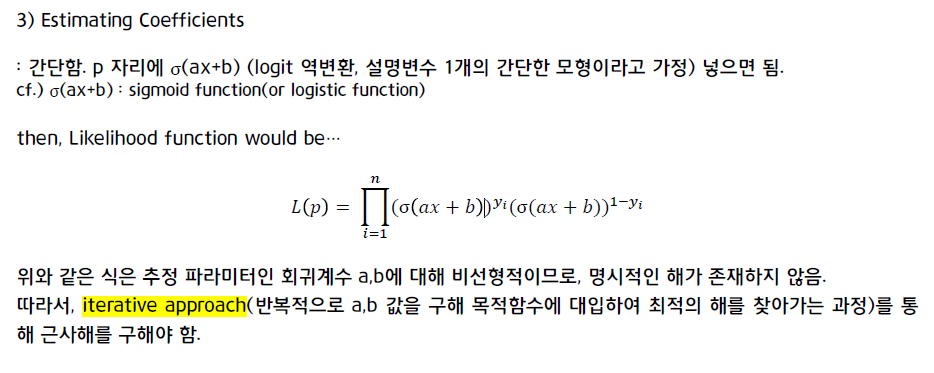 3) Estimating Coefficients
: 간단함. p 자리에 σ(ax+b) (logit 역변환, 설명변수 1개의 간단한 모형이라고 가정) 넣으면 됨.
cf.) σ(ax+b) : sigmoid function(or logistic function)
then, Likelihood function would be…
L(p) = ∏_{i=1}^{n} (σ(ax + b))^{y_i} (σ(ax + b))^{1−y_i}
위와 같은 식은 추정 파라미터인 회귀계수 a,b에 대해 비선형적이므로, 명시적인 해가 존재하지 않음.
따라서, iterative approach(반복적으로 a,b 값을 구해 목적함수에 대입하여 최적의 해를 찾아가는 과정)를 통
해 근사해를 구해야 함.